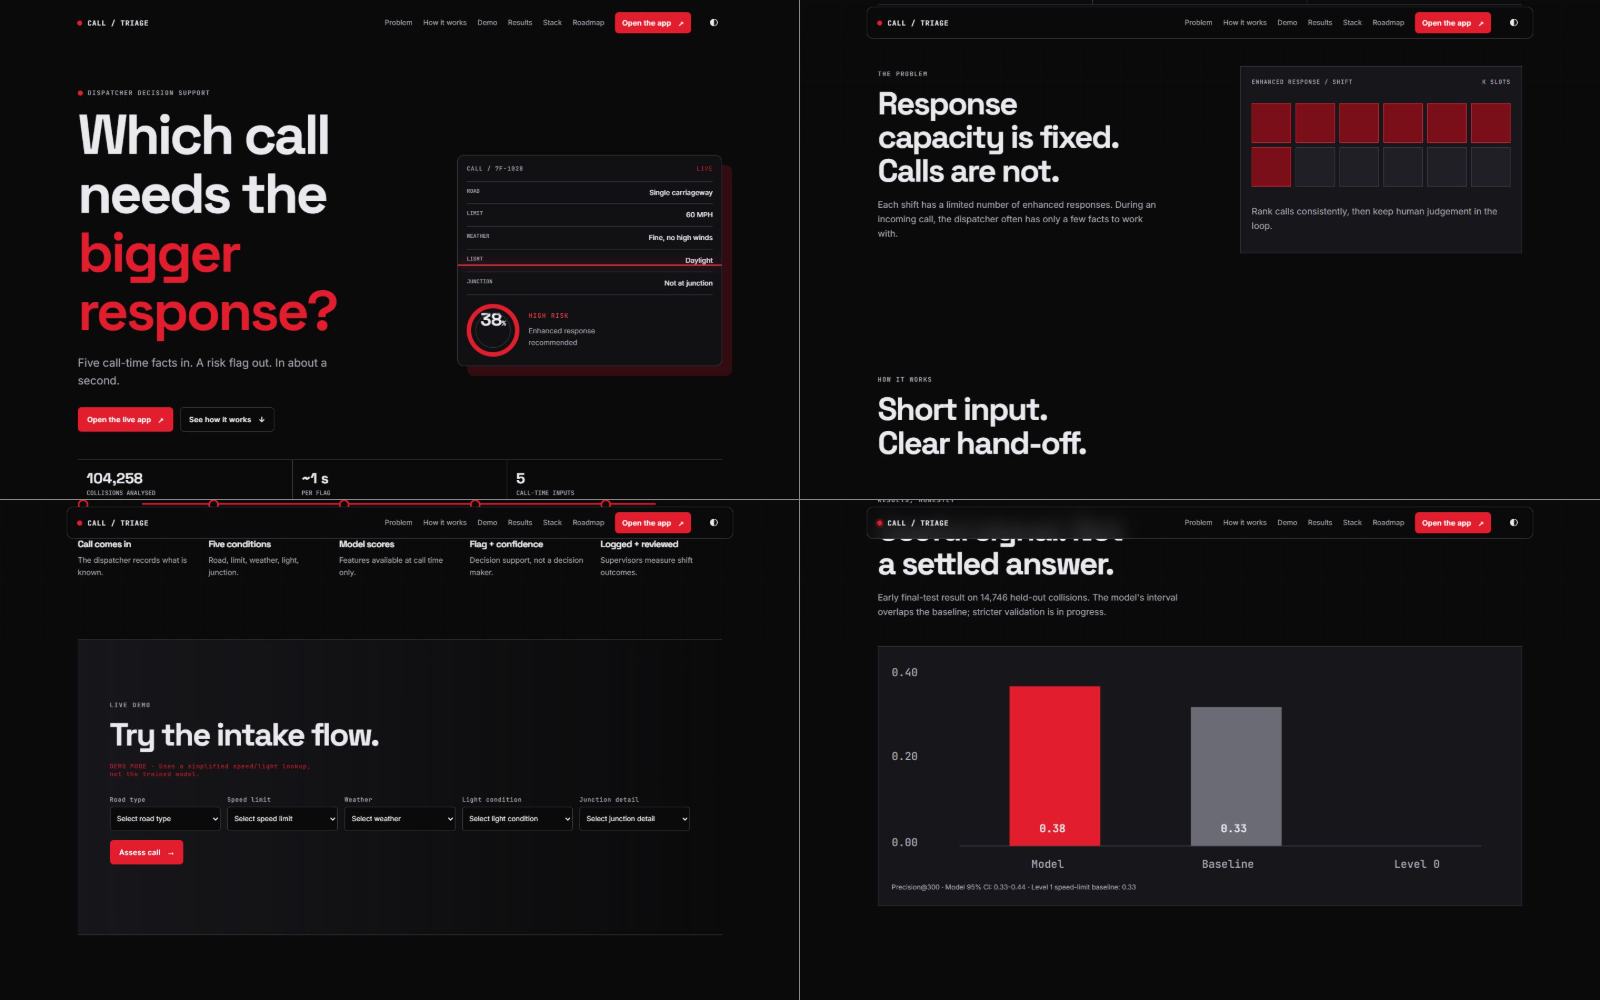 CALL / TRIAGE
Problem How it works Demo Results Stack Roadmap Open the app ↗
DISPATCHER DECISION SUPPORT
Which call
needs the
bigger
response?
Five call-time facts in. A risk flag out. In about a
second.
Open the live app ↗ See how it works ↓
CALL / 7F-1028 LIVE
ROAD Single carriageway
LIMIT 60 MPH
WEATHER Fine, no high winds
LIGHT Daylight
JUNCTION Not at junction
38%
HIGH RISK
Enhanced response
recommended
104,258
COLLISIONS ANALYSED
~1 s
PER FLAG
5
CALL-TIME INPUTS
CALL / TRIAGE
Problem How it works Demo Results Stack Roadmap Open the app ↗
THE PROBLEM
Response
capacity is fixed.
Calls are not.
Each shift has a limited number of enhanced responses. During an
incoming call, the dispatcher often has only a few facts to work
with.
ENHANCED RESPONSE / SHIFT K SLOTS
Rank calls consistently, then keep human judgement in the
loop.
HOW IT WORKS
Short input.
Clear hand-off.
CALL / TRIAGE
Problem How it works Demo Results Stack Roadmap Open the app ↗
Call comes in
The dispatcher records what is
known.
Five conditions
Road, limit, weather, light,
junction.
Model scores
Features available at call time
only.
Flag + confidence
Decision support, not a decision
maker.
Logged + reviewed
Supervisors measure shift
outcomes.
LIVE DEMO
Try the intake flow.
DEMO MODE - Uses a simplified speed/light lookup,
not the trained model.
Road type Speed limit Weather Light condition Junction detail
Select road type Select speed limit Select weather Select light condition Select junction detail
Assess call →
CALL / TRIAGE
Problem How it works Demo Results Stack Roadmap Open the app ↗
a settled answer.
Early final-test result on 14,746 held-out collisions. The model's interval
overlaps the baseline; stricter validation is in progress.
0.40
0.20
0.00
0.38
0.33
Model Baseline Level 0
Precision@300 · Model 95% CI: 0.33-0.44 · Level 1 speed-limit baseline: 0.33